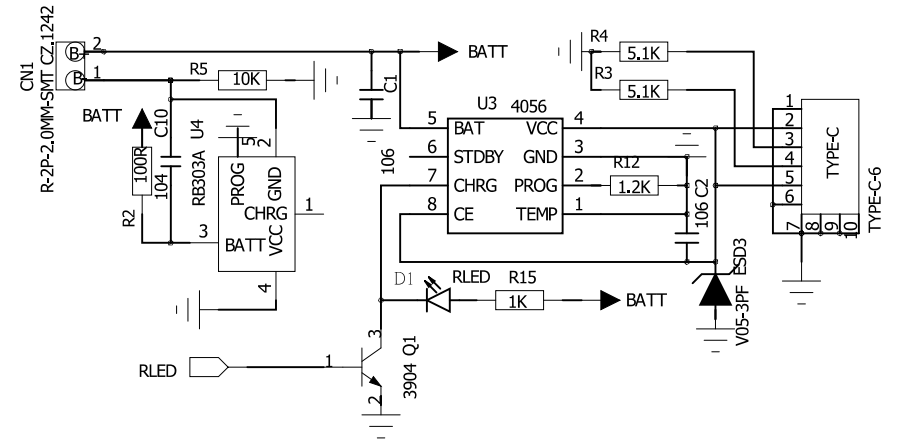 R-2P-2.0MM-SMT CZ.1242
CN1
B
2
B
1
BATT
R5
10K
C1
BATT
R4
5.1K
R3
5.1K
BATT
100R
R2
C10
104
U4
RB303A
5
2
PROG
GND
CHRG
1
3
BATT
VCC
4
106
U3
4056
5
BAT
VCC
4
6
STDBY
GND
3
7
CHRG
PROG
2
8
CE
TEMP
1
R12
1.2K
C2
106
1
2
3
4
5
6
7
8
9
10
TYPE-C
TYPE-C-6
ESD3
V05-3PF
D1
RLED
R15
1K
BATT
RLED
1
3
2
Q1
3904